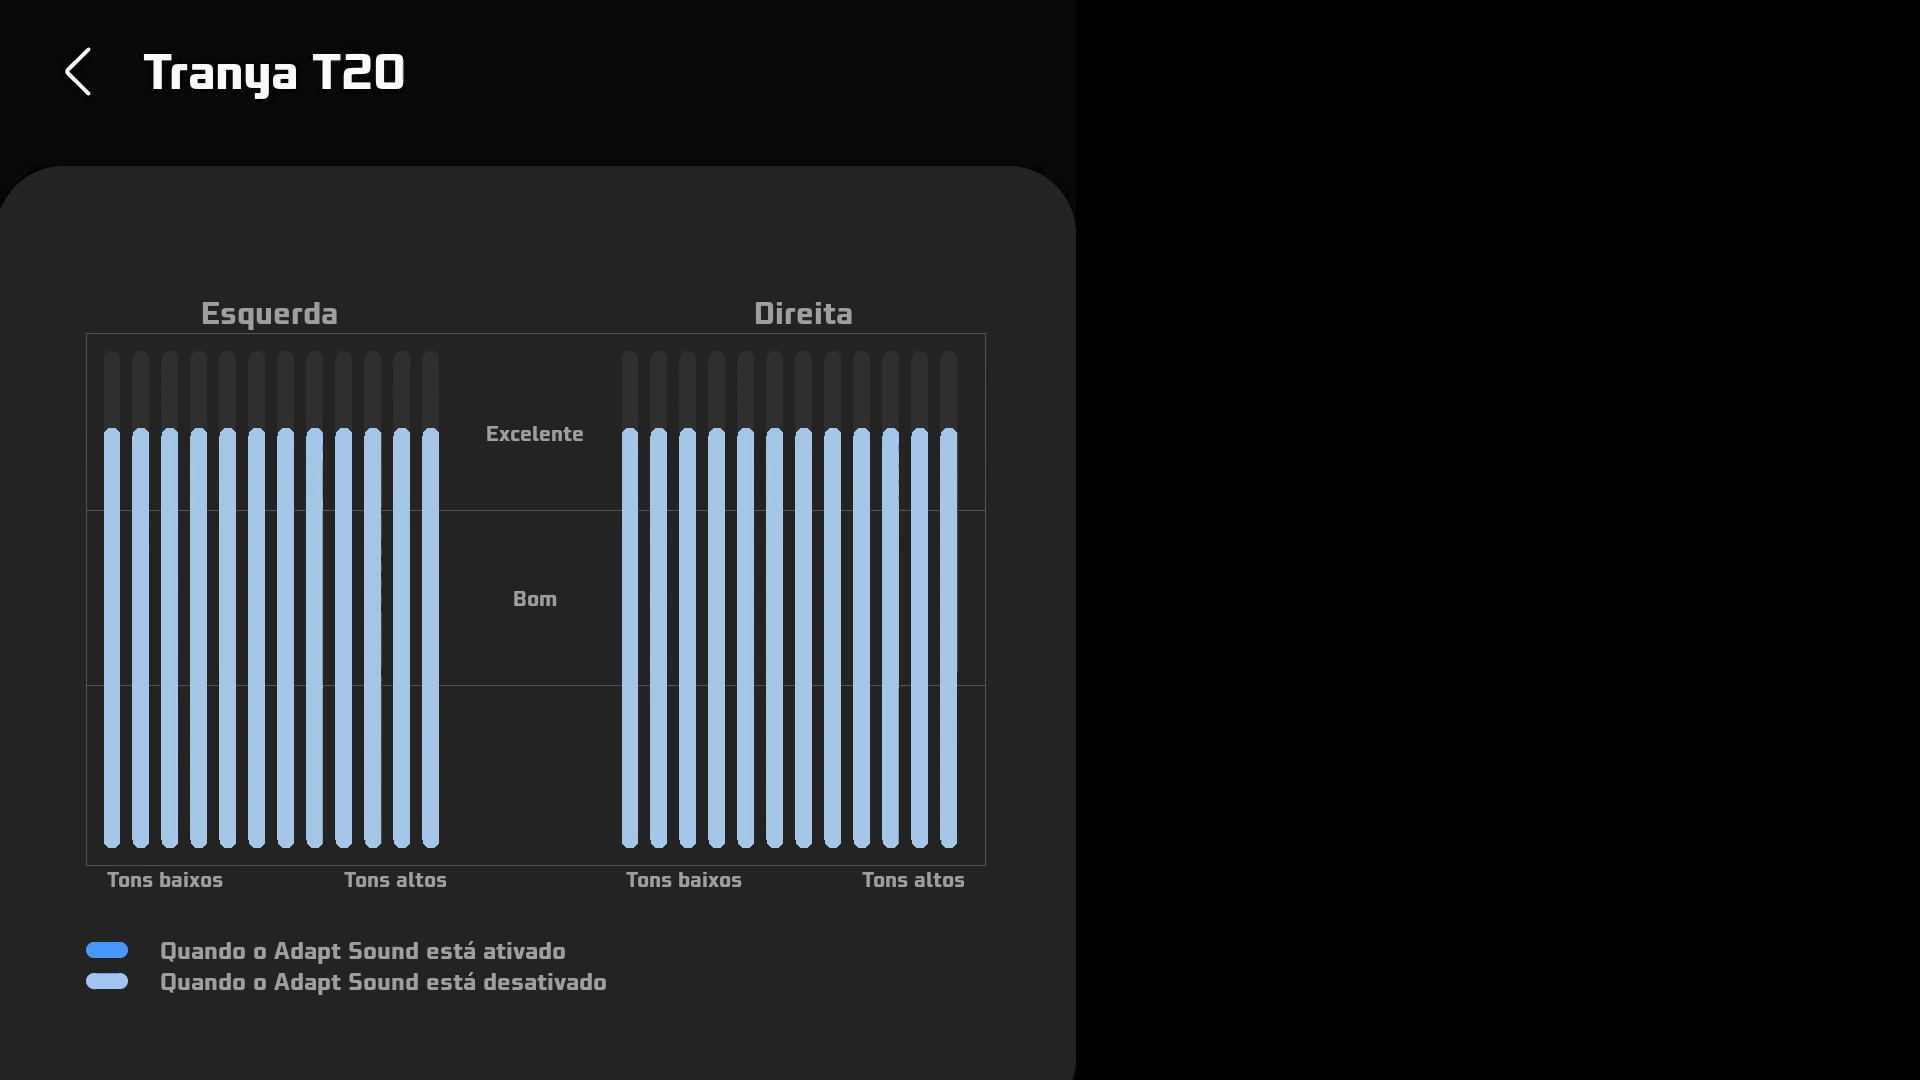 Tranya T20
Esquerda
Direita
Excelente
Bom
Tons baixos
Tons altos
Tons baixos
Tons altos
Quando o Adapt Sound está ativado
Quando o Adapt Sound está desativado